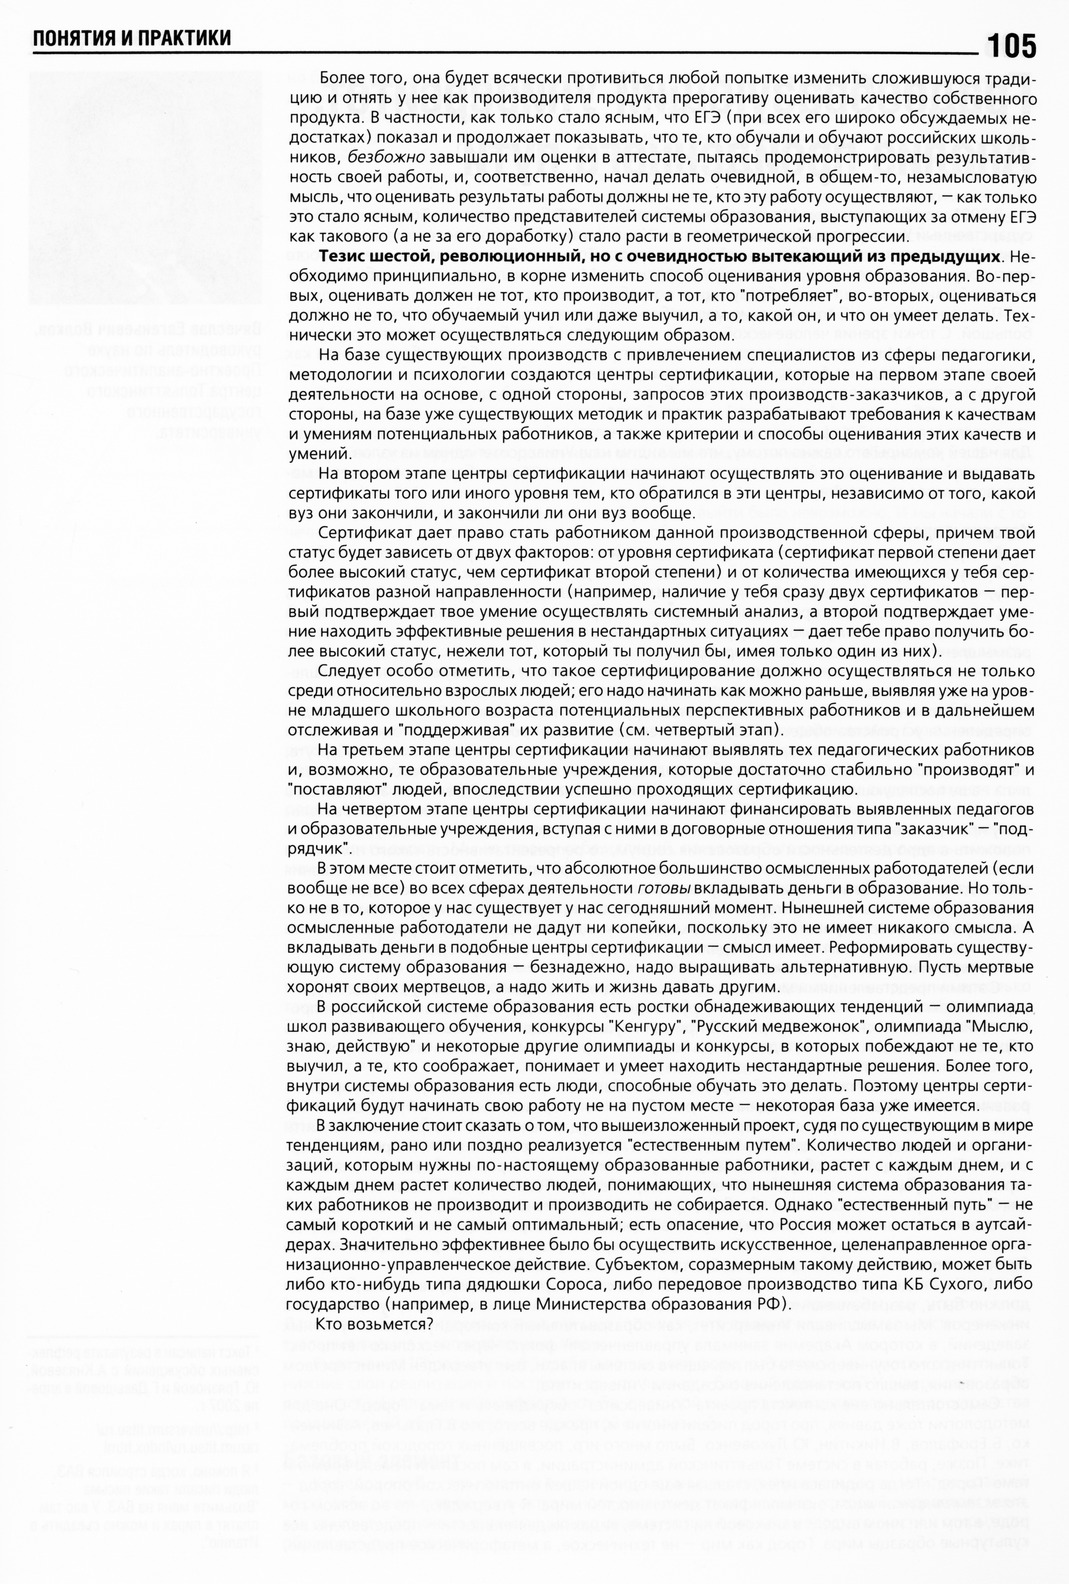 ПОНЯТИЯ И ПРАКТИКИ
105
Более того, она будет всячески противиться любой попытке изменить сложившуюся тради-
цию и отнять у нее как производителя продукта прерогативу оценивать качество собственного
продукта. В частности, как только стало ясным, что ЕГЭ (при всех его широко обсуждаемых не-
достатках) показал и продолжает показывать, что те, кто обучали и обучают российских школь-
ников, безбожно завышали им оценки в аттестате, пытаясь продемонстрировать результатив-
ность своей работы, и, соответственно, начал делать очевидной, в общем-то, незамысловатую
мысль, что оценивать результаты работы должны не те, кто эту работу осуществляют, — как только
это стало ясным, количество представителей системы образования, выступающих за отмену ЕГЭ
как такового (а не за его доработку) стало расти в геометрической прогрессии.
Тезис шестой, революционный, но с очевидностью вытекающий из предыдущих. Не-
обходимо принципиально, в корне изменить способ оценивания уровня образования. Во-пер-
вых, оценивать должен не тот, кто производит, а тот, кто "потребляет", во-вторых, оцениваться
должно не то, что обучаемый учил или даже выучил, а то, какой он, и что он умеет делать. Тех-
нически это может осуществляться следующим образом.
На базе существующих производств с привлечением специалистов из сферы педагогики,
методологии и психологии создаются центры сертификации, которые на первом этапе своей
деятельности на основе, с одной стороны, запросов этих производств-заказчиков, а с другой
стороны, на базе уже существующих методик и практик разрабатывают требования к качествам
и умениям потенциальных работников, а также критерии и способы оценивания этих качеств и
умений.
На втором этапе центры сертификации начинают осуществлять это оценивание и выдавать
сертификаты того или иного уровня тем, кто обратился в эти центры, независимо от того, какой
вуз они закончили, и закончили ли они вуз вообще.
Сертификат дает право стать работником данной производственной сферы, причем твой
статус будет зависеть от двух факторов: от уровня сертификата (сертификат первой степени дает
более высокий статус, чем сертификат второй степени) и от количества имеющихся у тебя сер-
тификатов разной направленности (например, наличие у тебя сразу двух сертификатов — пер-
вый подтверждает твое умение осуществлять системный анализ, а второй подтверждает уме-
ние находить эффективные решения в нестандартных ситуациях — дает тебе право получить бо-
лее высокий статус, нежели тот, который ты получил бы, имея только один из них).
Следует особо отметить, что такое сертифицирование должно осуществляться не только
среди относительно взрослых людей; его надо начинать как можно раньше, выявляя уже на уров-
не младшего школьного возраста потенциальных перспективных работников и в дальнейшем
отслеживая и "поддерживая" их развитие (см. четвертый этап).
На третьем этапе центры сертификации начинают выявлять тех педагогических работников
и, возможно, те образовательные учреждения, которые достаточно стабильно "производят" и
"поставляют" людей, впоследствии успешно проходящих сертификацию.
На четвертом этапе центры сертификации начинают финансировать выявленных педагогов
и образовательные учреждения, вступая с ними в договорные отношения типа "заказчик" — "под-
рядчик".
В этом месте стоит отметить, что абсолютное большинство осмысленных работодателей (если
вообще не все) во всех сферах деятельности готовы вкладывать деньги в образование. Но толь-
ко не в то, которое у нас существует у нас сегодняшний момент. Нынешней системе образования
осмысленные работодатели не дадут ни копейки, поскольку это не имеет никакого смысла. А
вкладывать деньги в подобные центры сертификации — смысл имеет. Реформировать существу-
ющую систему образования — безнадежно, надо выращивать альтернативную. Пусть мертвые
хоронят своих мертвецов, а надо жить и жизнь давать другим.
В российской системе образования есть ростки обнадеживающих тенденций — олимпиада
школ развивающего обучения, конкурсы "Кенгуру", "Русский медвежонок", олимпиада "Мыслю,
знаю, действую" и некоторые другие олимпиады и конкурсы, в которых побеждают не те, кто
выучил, а те, кто соображает, понимает и умеет находить нестандартные решения. Более того,
внутри системы образования есть люди, способные обучать это делать. Поэтому центры серти-
фикаций будут начинать свою работу не на пустом месте — некоторая база уже имеется.
В заключение стоит сказать о том, что вышеизложенный проект, судя по существующим в мире
тенденциям, рано или поздно реализуется "естественным путем". Количество людей и органи-
заций, которым нужны по-настоящему образованные работники, растет с каждым днем, и с
каждым днем растет количество людей, понимающих, что нынешняя система образования та-
ких работников не производит и производить не собирается. Однако "естественный путь" — не
самый короткий и не самый оптимальный; есть опасение, что Россия может остаться в аутсай-
дерах. Значительно эффективнее было бы осуществить искусственное, целенаправленное орга-
низационно-управленческое действие. Субъектом, соразмерным такому действию, может быть
либо кто-нибудь типа дядюшки Сороса, либо передовое производство типа КБ Сухого, либо
государство (например, в лице Министерства образования РФ).
Кто возьмется?